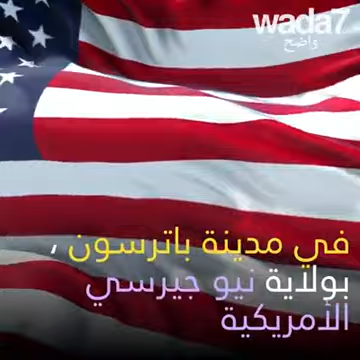 wada7
واضح
في مدينة باترسون ،
بولاية نيو جيرسي
الأمريكية